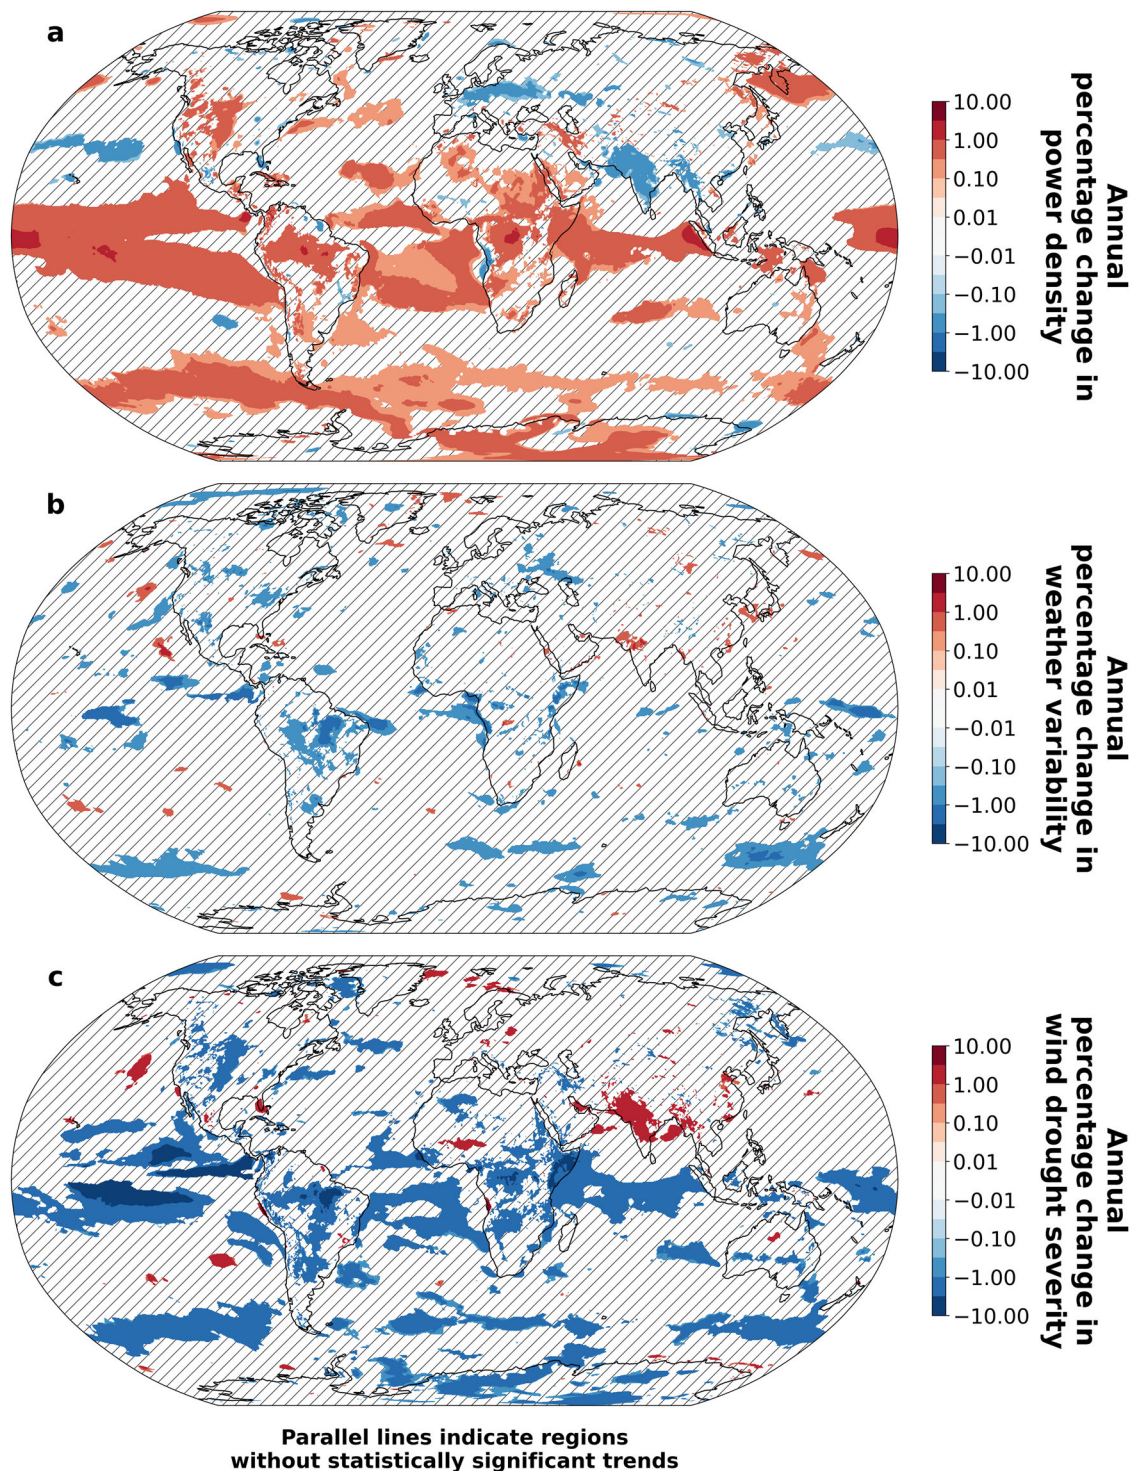 a
10.00
1.00
0.10
0.01
−0.01
−0.10
−1.00
−10.00
Annual
percentage change in
power density
b
10.00
1.00
0.10
0.01
−0.01
−0.10
−1.00
−10.00
Annual
percentage change in
weather variability
c
10.00
1.00
0.10
0.01
−0.01
−0.10
−1.00
−10.00
Annual
percentage change in
wind drought severity
Parallel lines indicate regions
without statistically significant trends